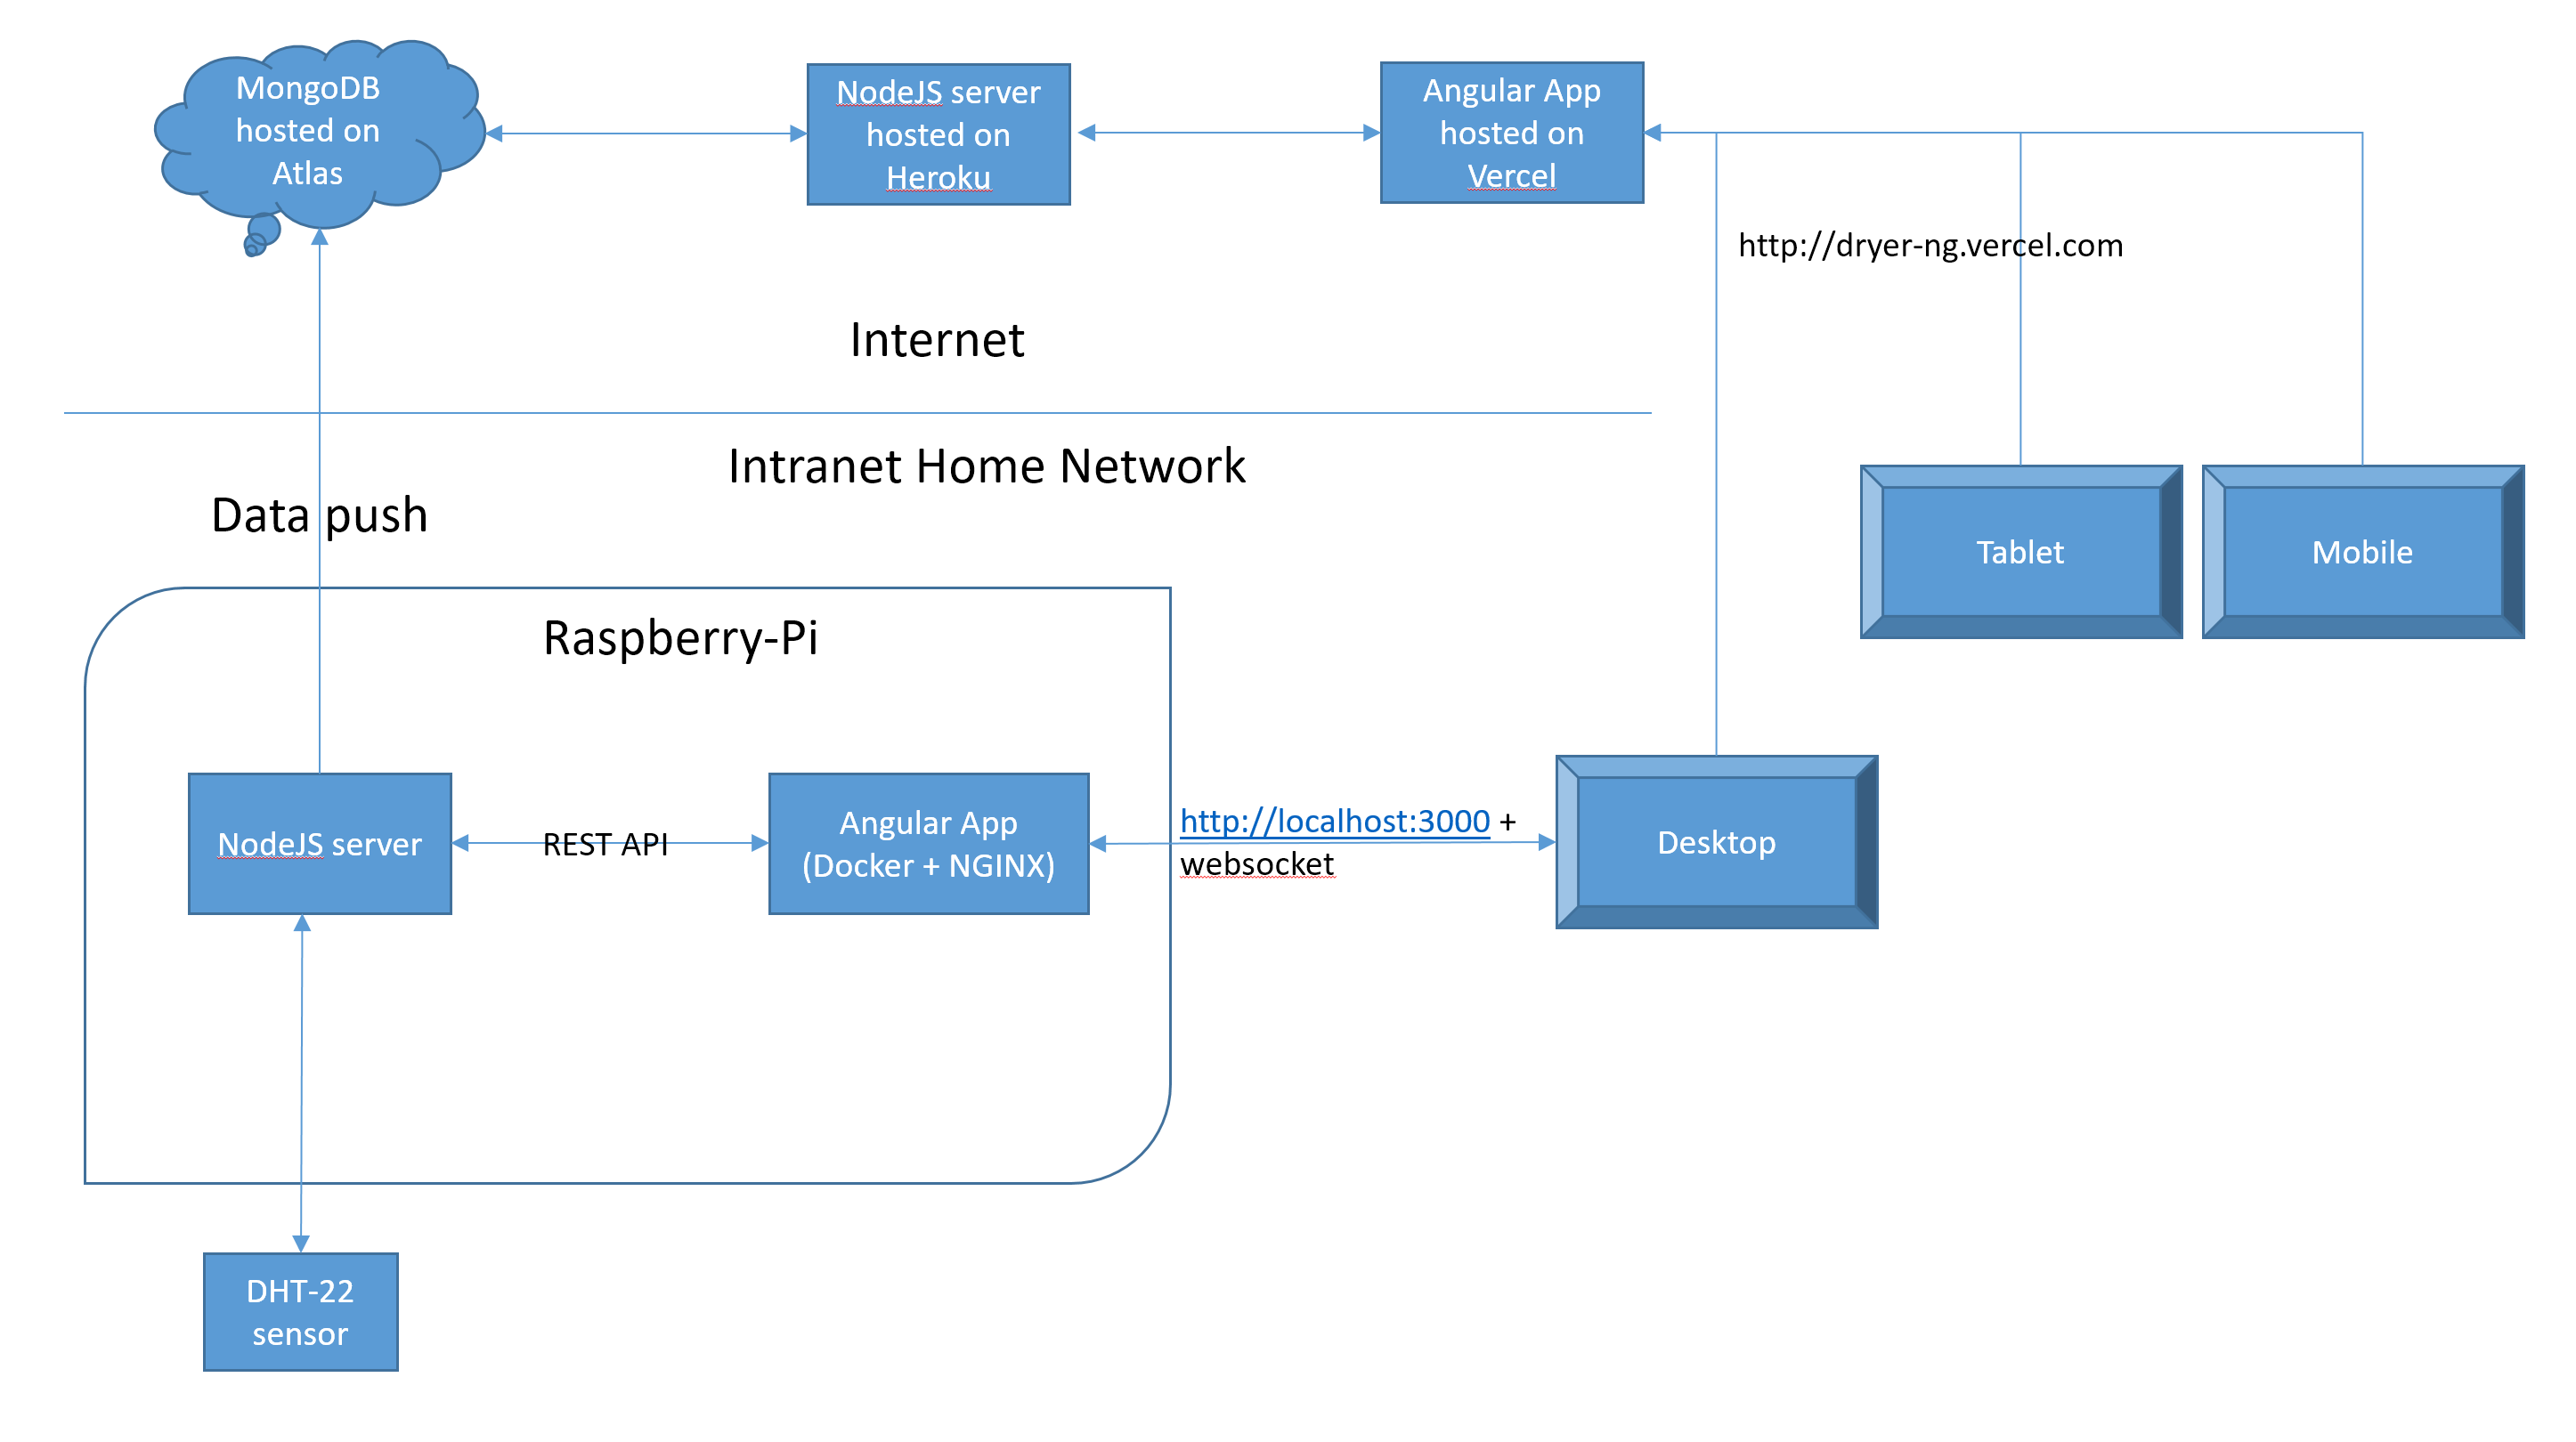 MongoDB
hosted on
Atlas
NodeJS server
hosted on
Heroku
Angular App
hosted on
Vercel
http://dryer-ng.vercel.com
Internet
Intranet Home Network
Data push
Tablet
Mobile
Raspberry-Pi
NodeJS server
REST API
Angular App
(Docker + NGINX)
http://localhost:3000 +
websocket
Desktop
DHT-22
sensor